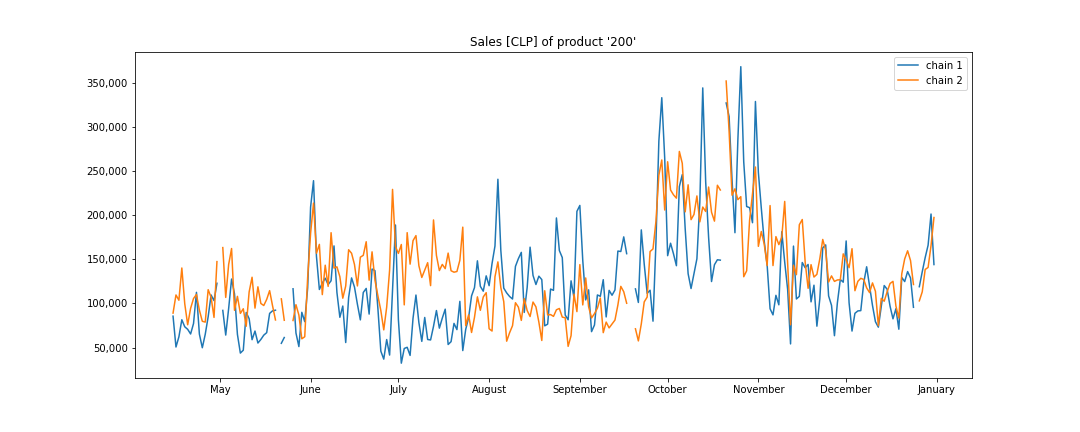 Sales [CLP] of product '200'
chain 1
chain 2
350,000
300,000
250,000
200,000
150,000
100,000
50,000
May June July August September October November December January